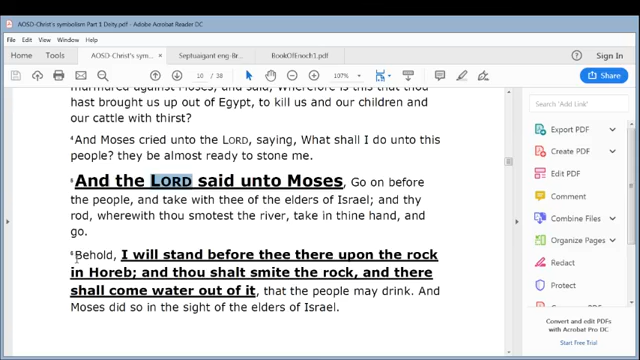 AOSD-Christ's symbolism Part 1 Deity.pdf - Adobe Acrobat Reader DC
File Edit View Window Help
Home Tools AOSD-Christ's sym... × Septuaigant eng-Br... BookOfEnoch1.pdf Sign In
10 / 38 107% Share
murmured against Moses, and said, Wherefore is this that thou
hast brought us up out of Egypt, to kill us and our children and
our cattle with thirst?
4 And Moses cried unto the LORD, saying, What shall I do unto this
people? they be almost ready to stone me.
5 And the LORD said unto Moses, Go on before
the people, and take with thee of the elders of Israel; and thy
rod, wherewith thou smotest the river, take in thine hand, and
go.
6 Behold, I will stand before thee there upon the rock
in Horeb; and thou shalt smite the rock, and there
shall come water out of it, that the people may drink. And
Moses did so in the sight of the elders of Israel.
Search 'Add Link'
Export PDF
Create PDF
Edit PDF
Comment
Combine Files
Organize Pages
Redact
Protect
Convert and edit PDFs
with Acrobat Pro DC
Start Free Trial